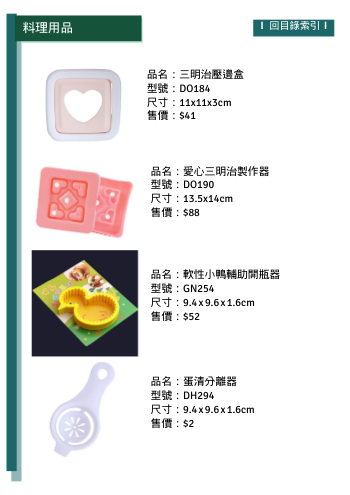 料理用品
I 回目錄索引 I
品名：三明治壓邊盒
型號：DO184
尺寸：11x11x3cm
售價：$41
品名：愛心三明治製作器
型號：DO190
尺寸：13.5x14cm
售價：$88
品名：軟性小鴨輔助開瓶器
型號：GN254
尺寸：9.4x9.6x1.6cm
售價：$52
品名：蛋清分離器
型號：DH294
尺寸：9.4x9.6x1.6cm
售價：$2